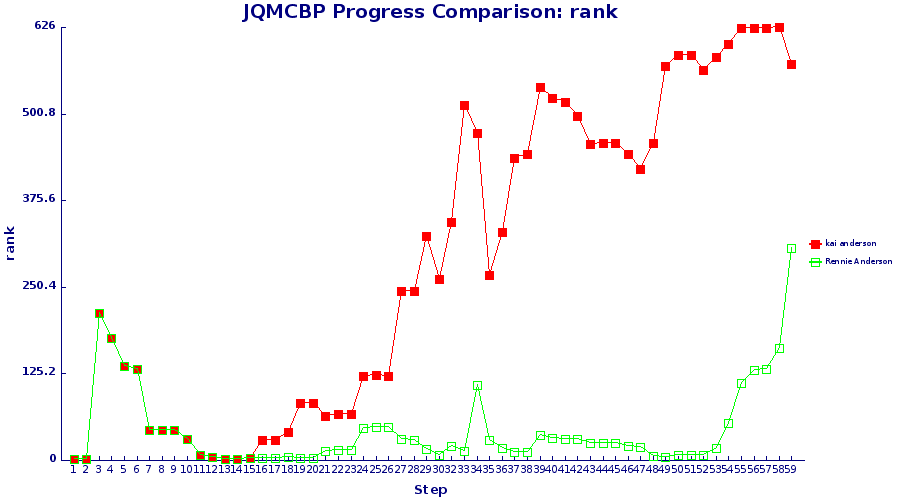 JQMCBP Progress Comparison: rank
626
500.8
375.6
250.4
125.2
0
rank
kai anderson
Rennie Anderson
1 2 3 4 5 6 7 8 9 10 11 12 13 14 15 16 17 18 19 20 21 22 23 24 25 26 27 28 29 30 31 32 33 34 35 36 37 38 39 40 41 42 43 44 45 46 47 48 49 50 51 52 53 54 55 56 57 58 59
Step